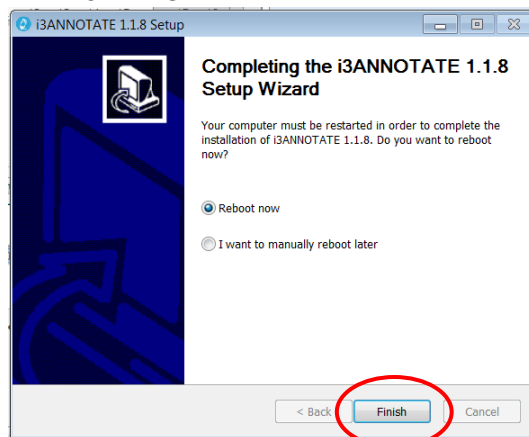 i3ANNOTATE 1.1.8 Setup
Completing the i3ANNOTATE 1.1.8
Setup Wizard
Your computer must be restarted in order to complete the
installation of i3ANNOTATE 1.1.8. Do you want to reboot
now?
Reboot now
I want to manually reboot later
< Back Finish Cancel